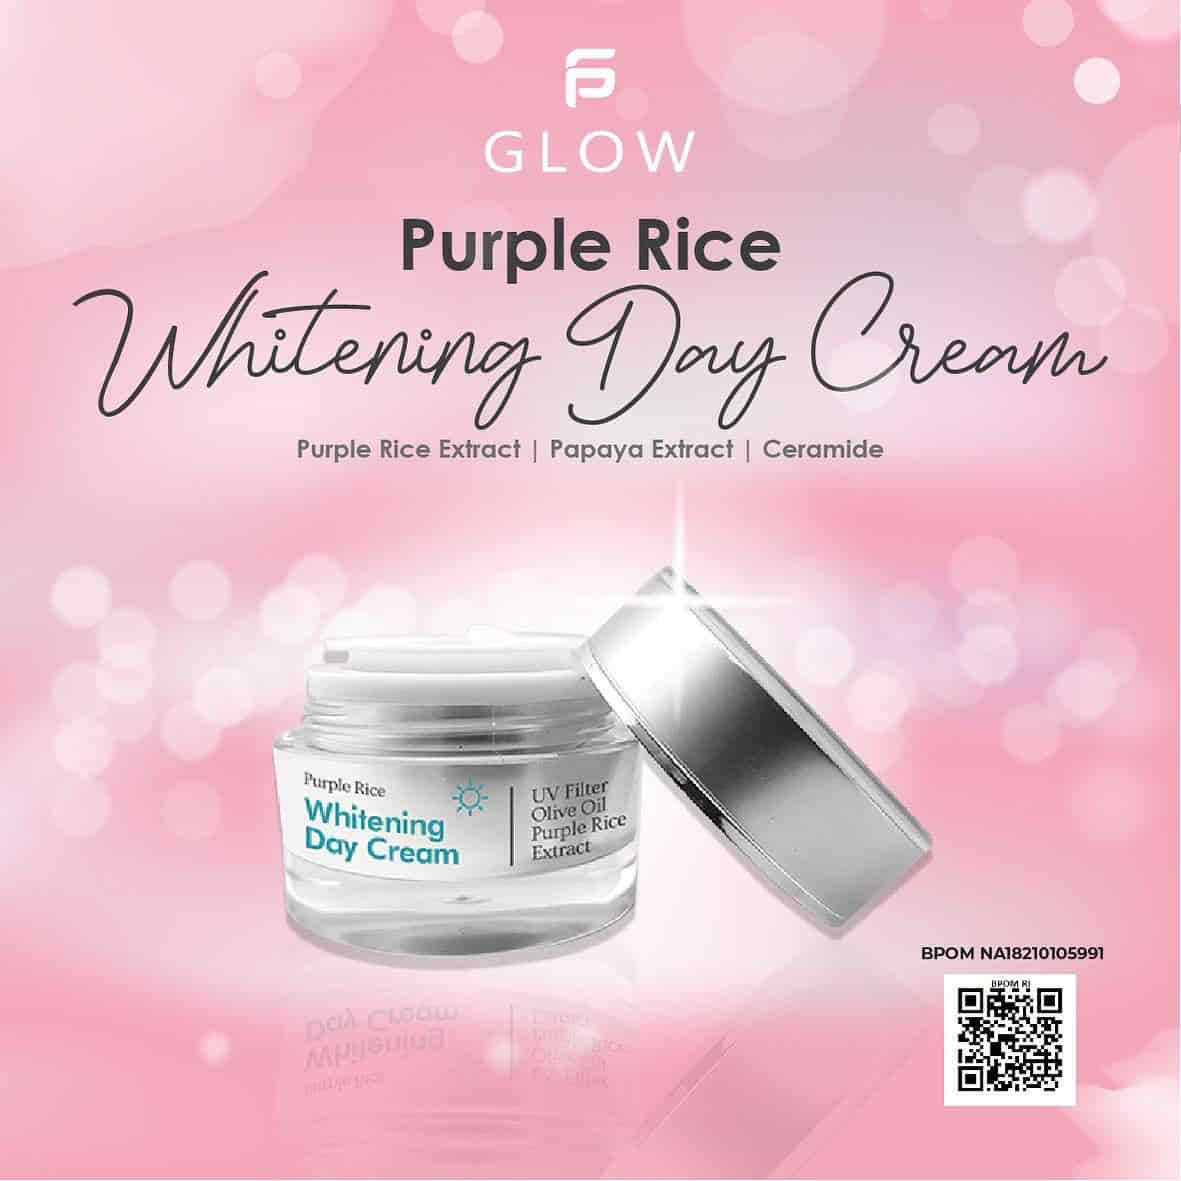 GLOW
Purple Rice
Whitening Day Cream
Purple Rice Extract | Papaya Extract | Ceramide
Purple Rice
Whitening
Day Cream
UV Filter
Olive Oil
Purple Rice
Extract
BPOM NA18210105991
BPOM RI